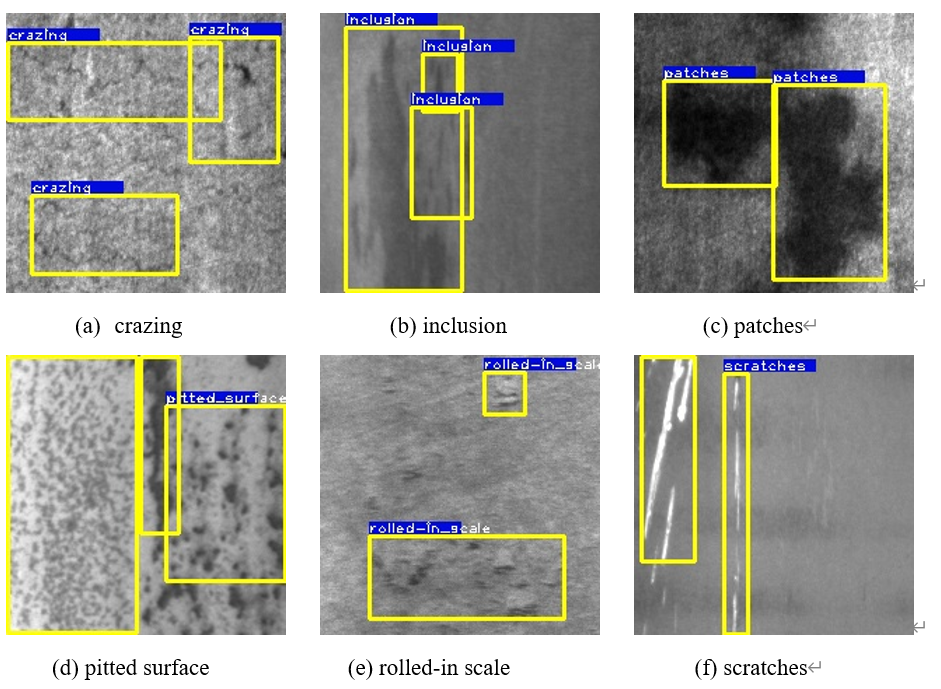 crazing
crazing
crazing
inclusion
inclusion
inclusion
patches
patches
(a) crazing
(b) inclusion
(c) patches↵
pitted_surface
rolled-in_scale
rolled-in_scale
scratches
(d) pitted surface
(e) rolled-in scale
(f) scratches↵